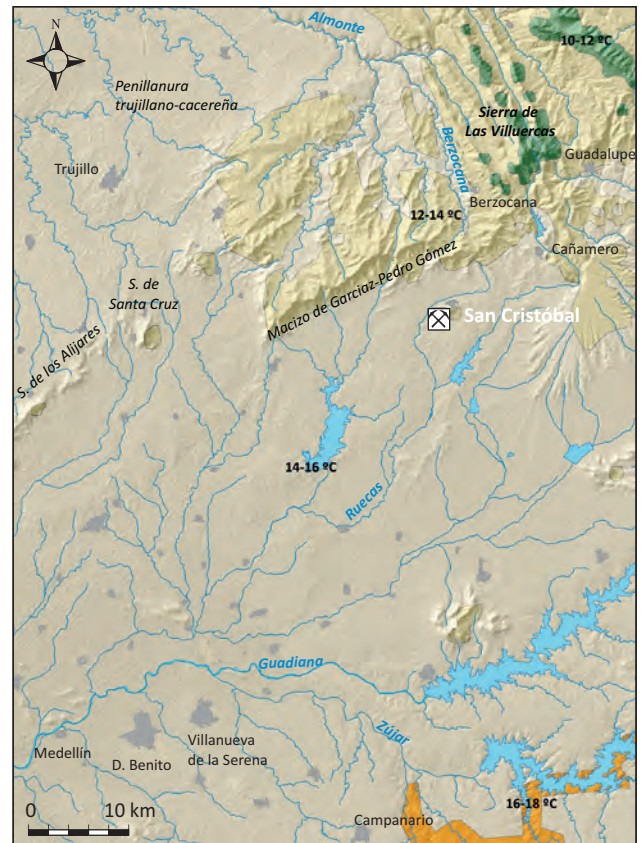 Almonte
N
10-12 ºC
Penillanura
trujillano-cacereña
Sierra de
Las Villuercas
Berzocana
Guadalupe
Trujillo
Berzocana
12-14 ºC
Cañamero
S. de
Santa Cruz
Macizo de Garciaz-Pedro Gómez
San Cristóbal
S. de los Alijares
14-16 ºC
Ruecas
Guadiana
Zújar
Medellín
Villanueva
de la Serena
D. Benito
16-18 ºC
0 10 km
Campanario